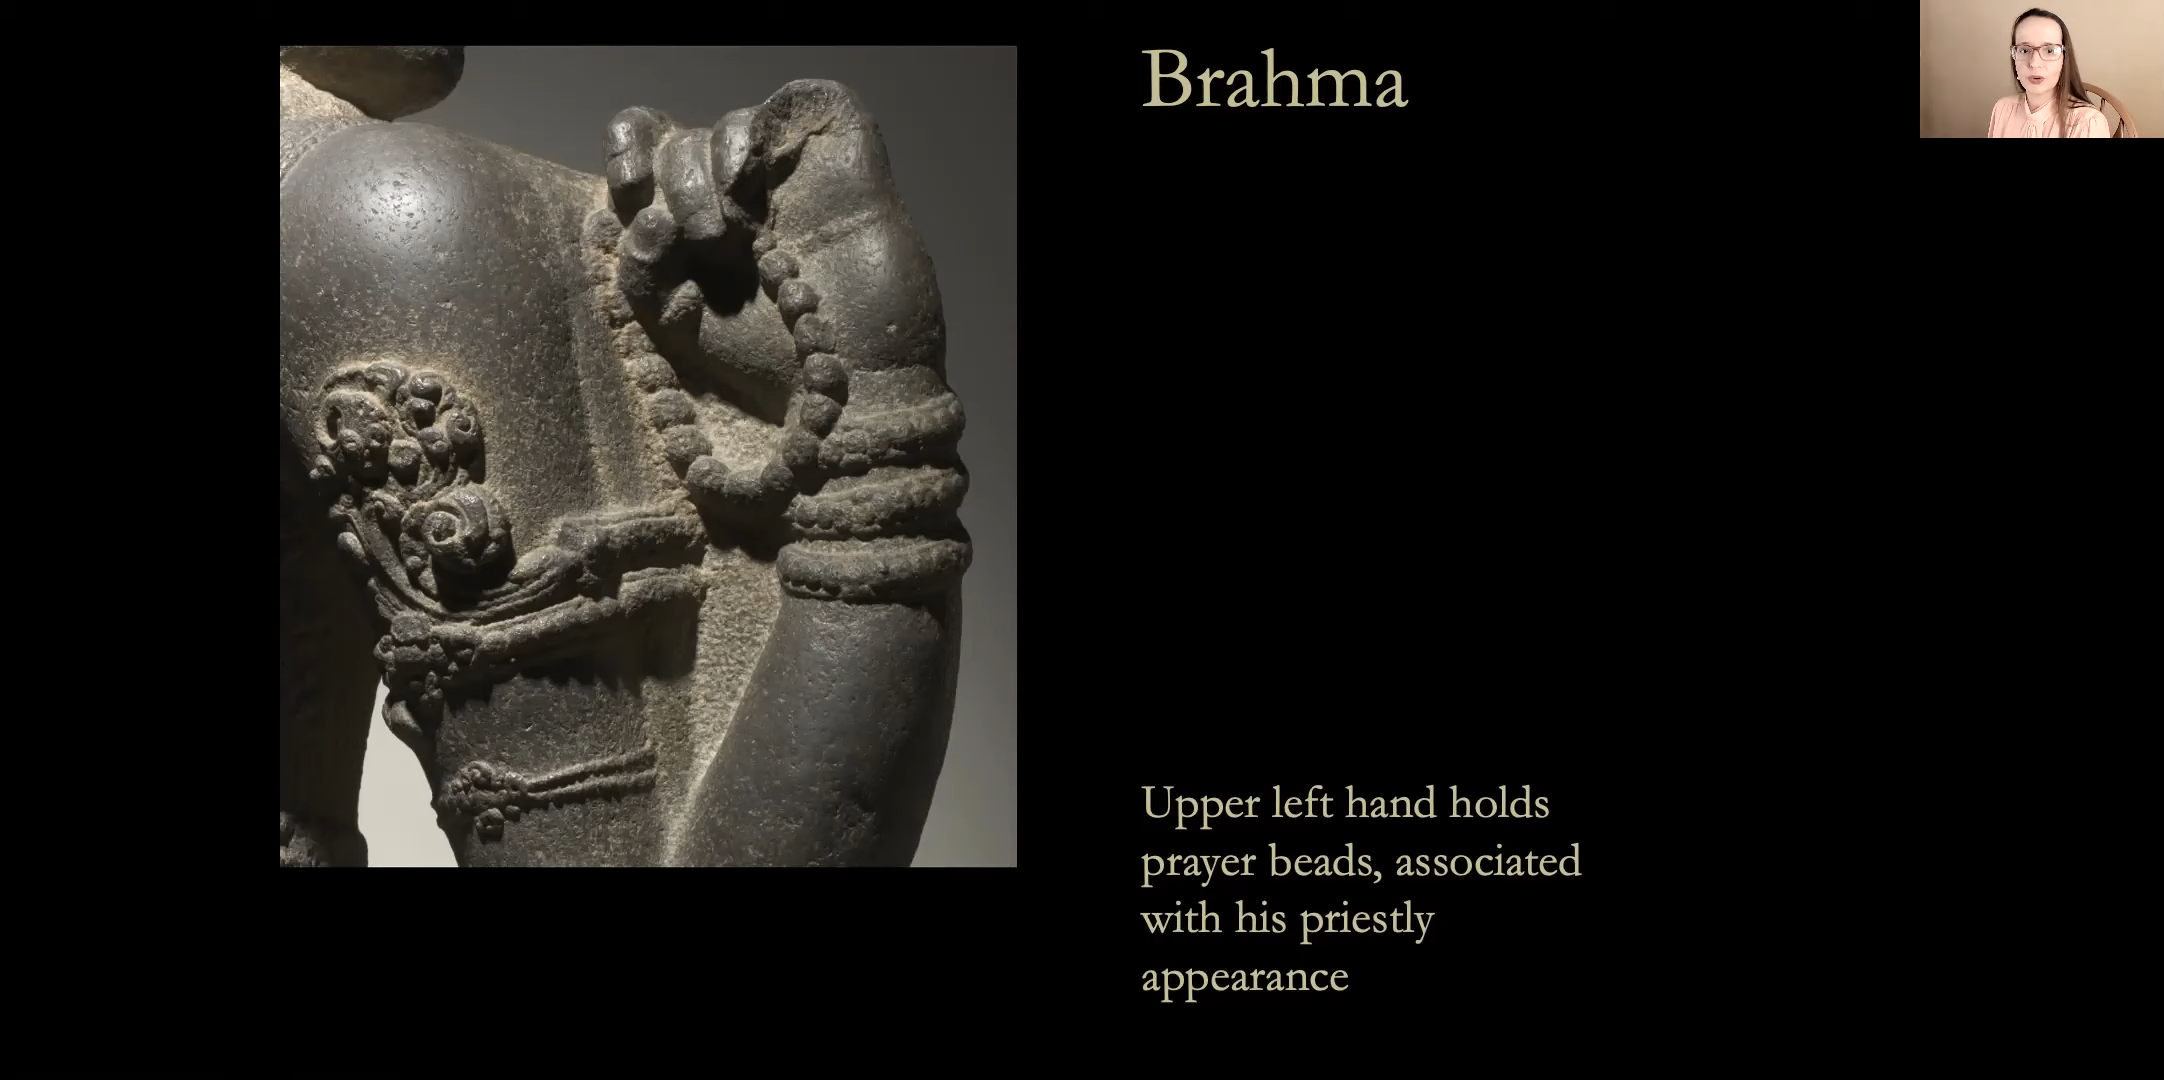 Brahma
Upper left hand holds
prayer beads, associated
with his priestly
appearance